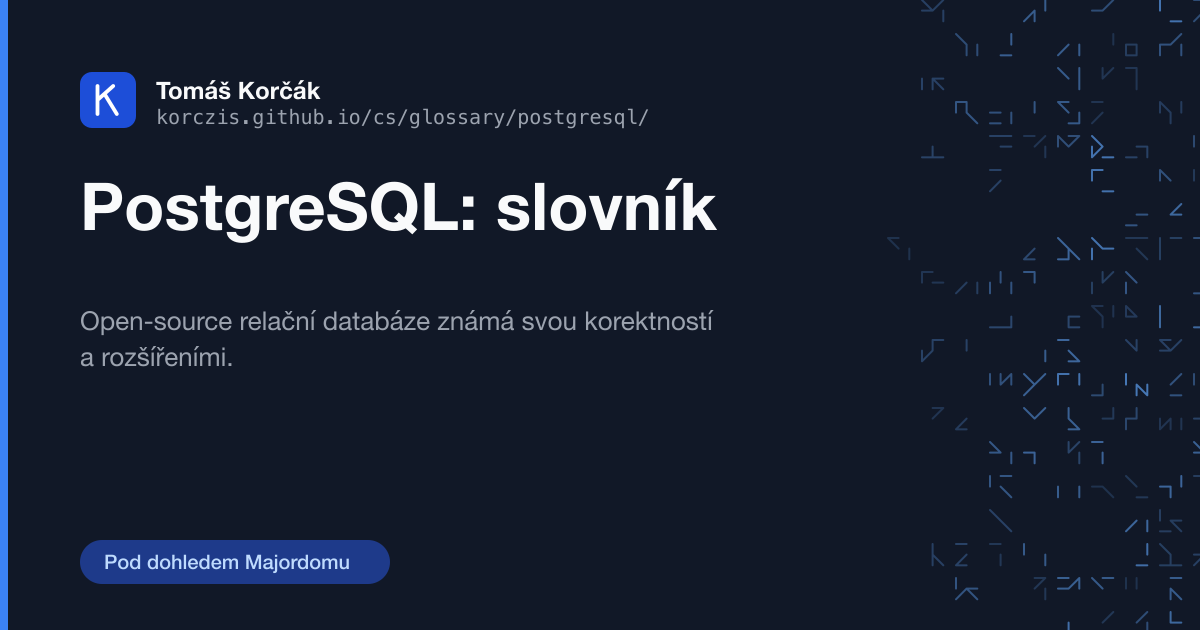 K
Tomáš Korčák
korczis.github.io/cs/glossary/postgresql/
PostgreSQL: slovník
Open-source relační databáze známá svou korektností
a rozšířeními.
Pod dohledem Majordomu